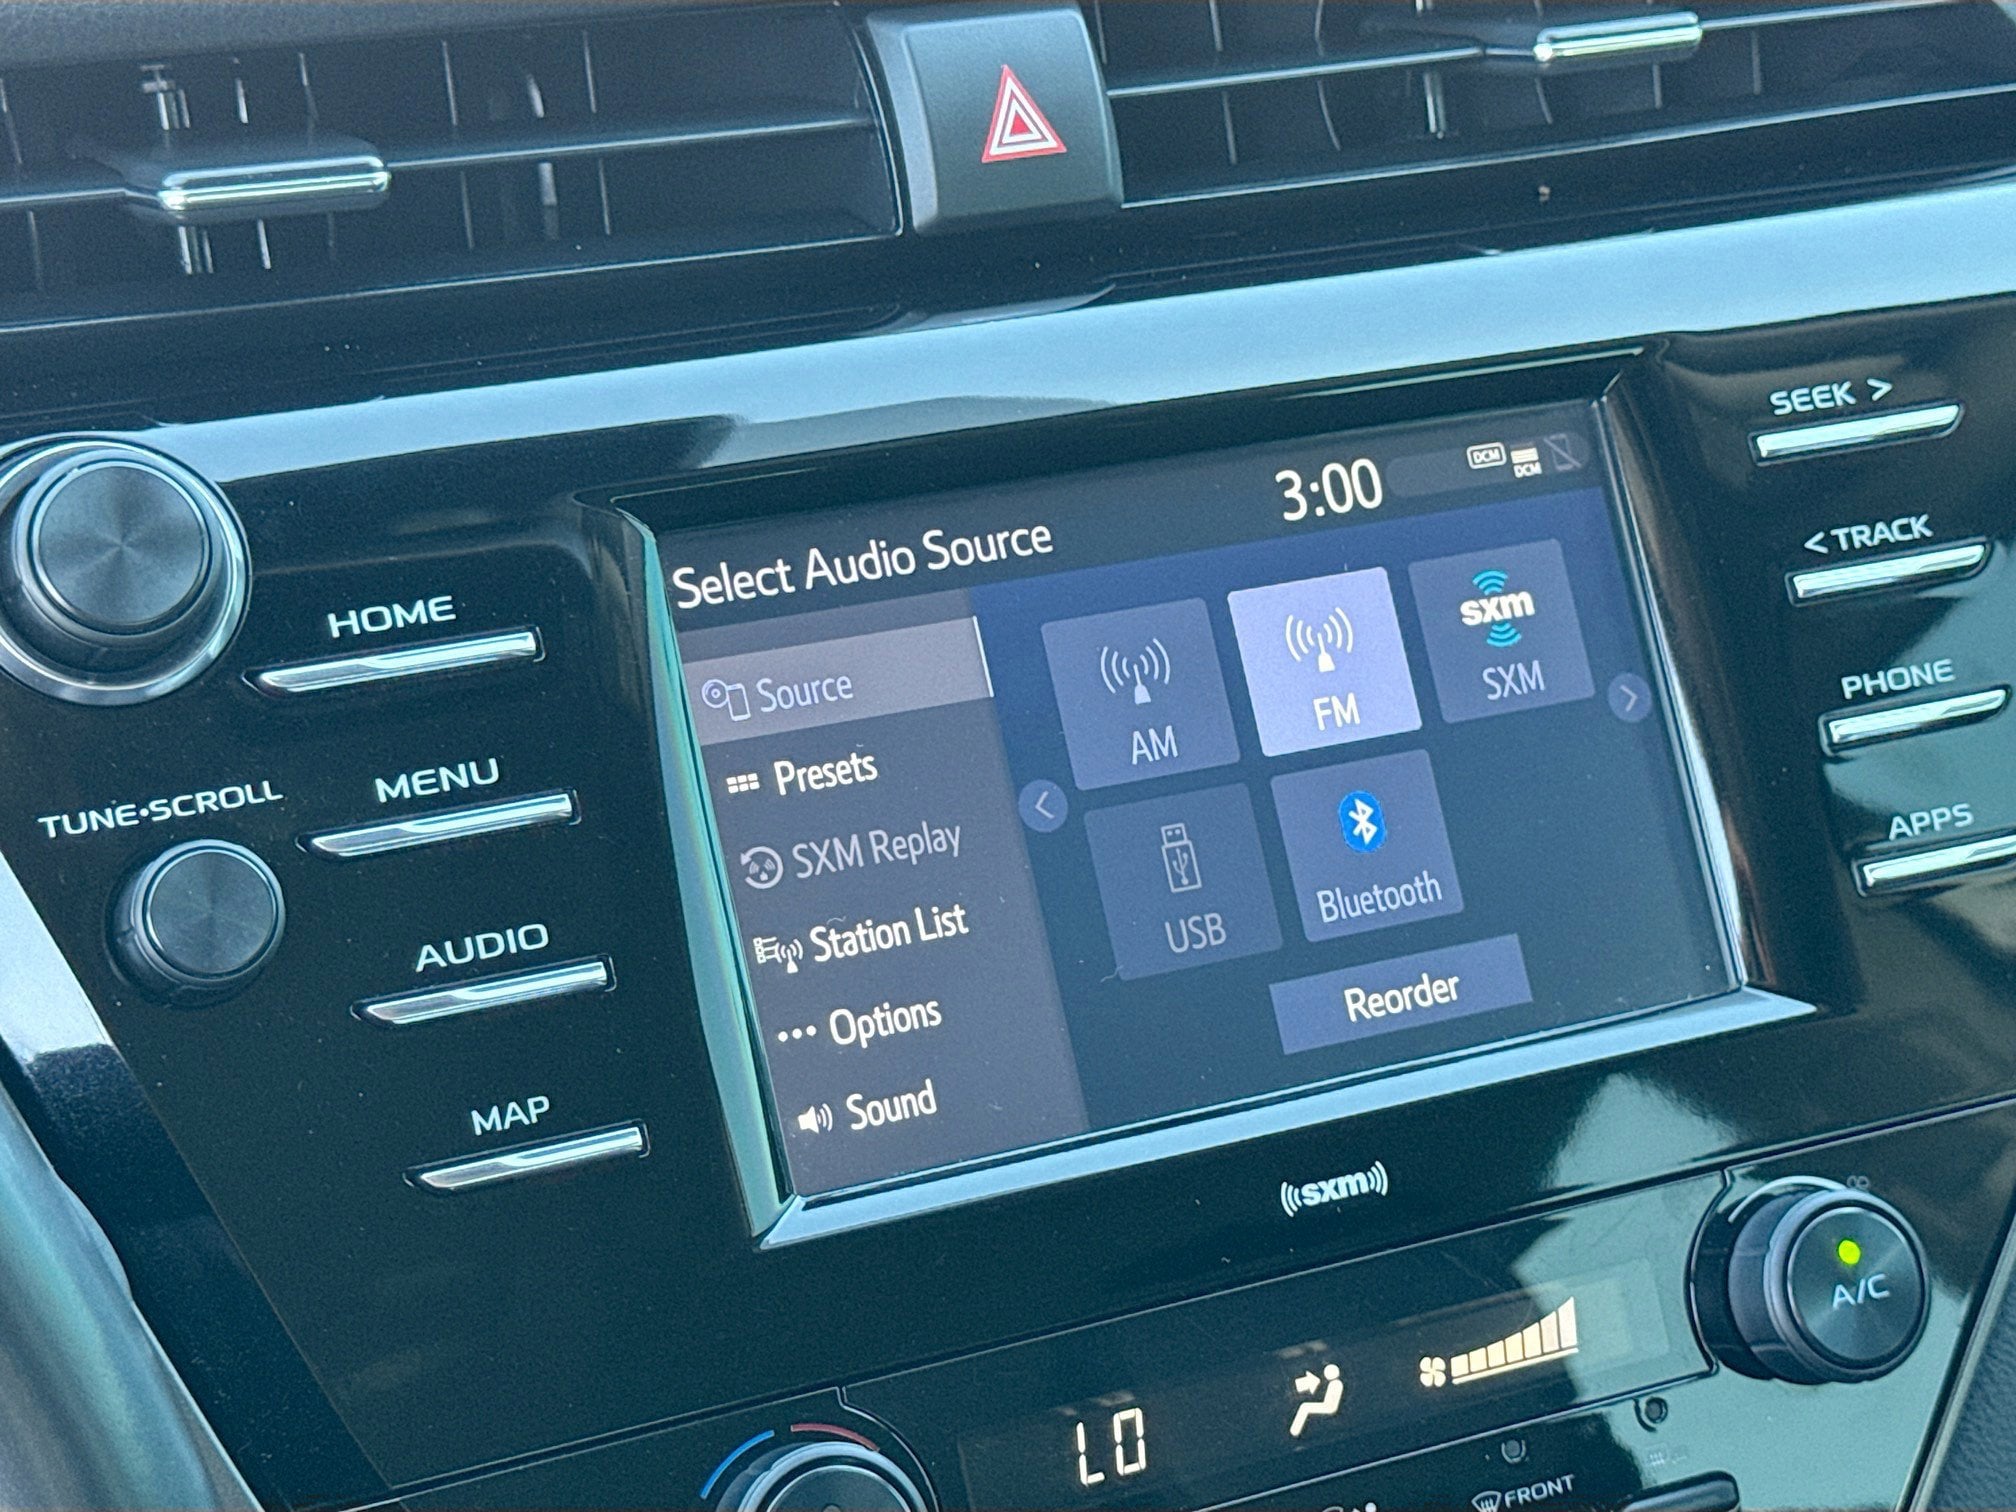 SEEK >
3:00
DCM
DCM
Select Audio Source
< TRACK
HOME
Source
AM
FM
sxm
SXM
PHONE
MENU
Presets
TUNE•SCROLL
SXM Replay
USB
Bluetooth
APPS
AUDIO
Station List
Options
Reorder
MAP
Sound
sxm
A/C
LO
FRONT